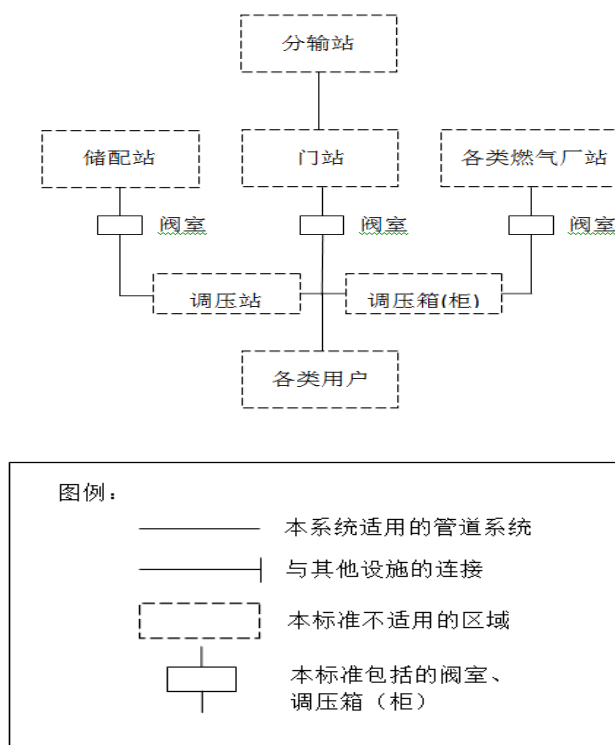 分输站
储配站
门站
各类燃气厂站
阀室
阀室
阀室
调压站
调压箱(柜)
各类用户
图例：
本系统适用的管道系统
与其他设施的连接
本标准不适用的区域
本标准包括的阀室、
调压箱（柜）